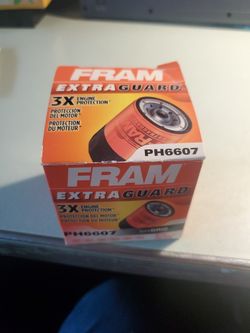 FRAM
EXTRA GUARD
3X ENGINE
PROTECTION*
PROTECCIÓN
DEL MOTOR*
PROTECTION
DU MOTEUR*
PH6607
FRAM
EXTRA GUARD
3X ENGINE
PROTECTION*
PROTECCIÓN DEL MOTOR*
PROTECTION DU MOTEUR*
PH6607